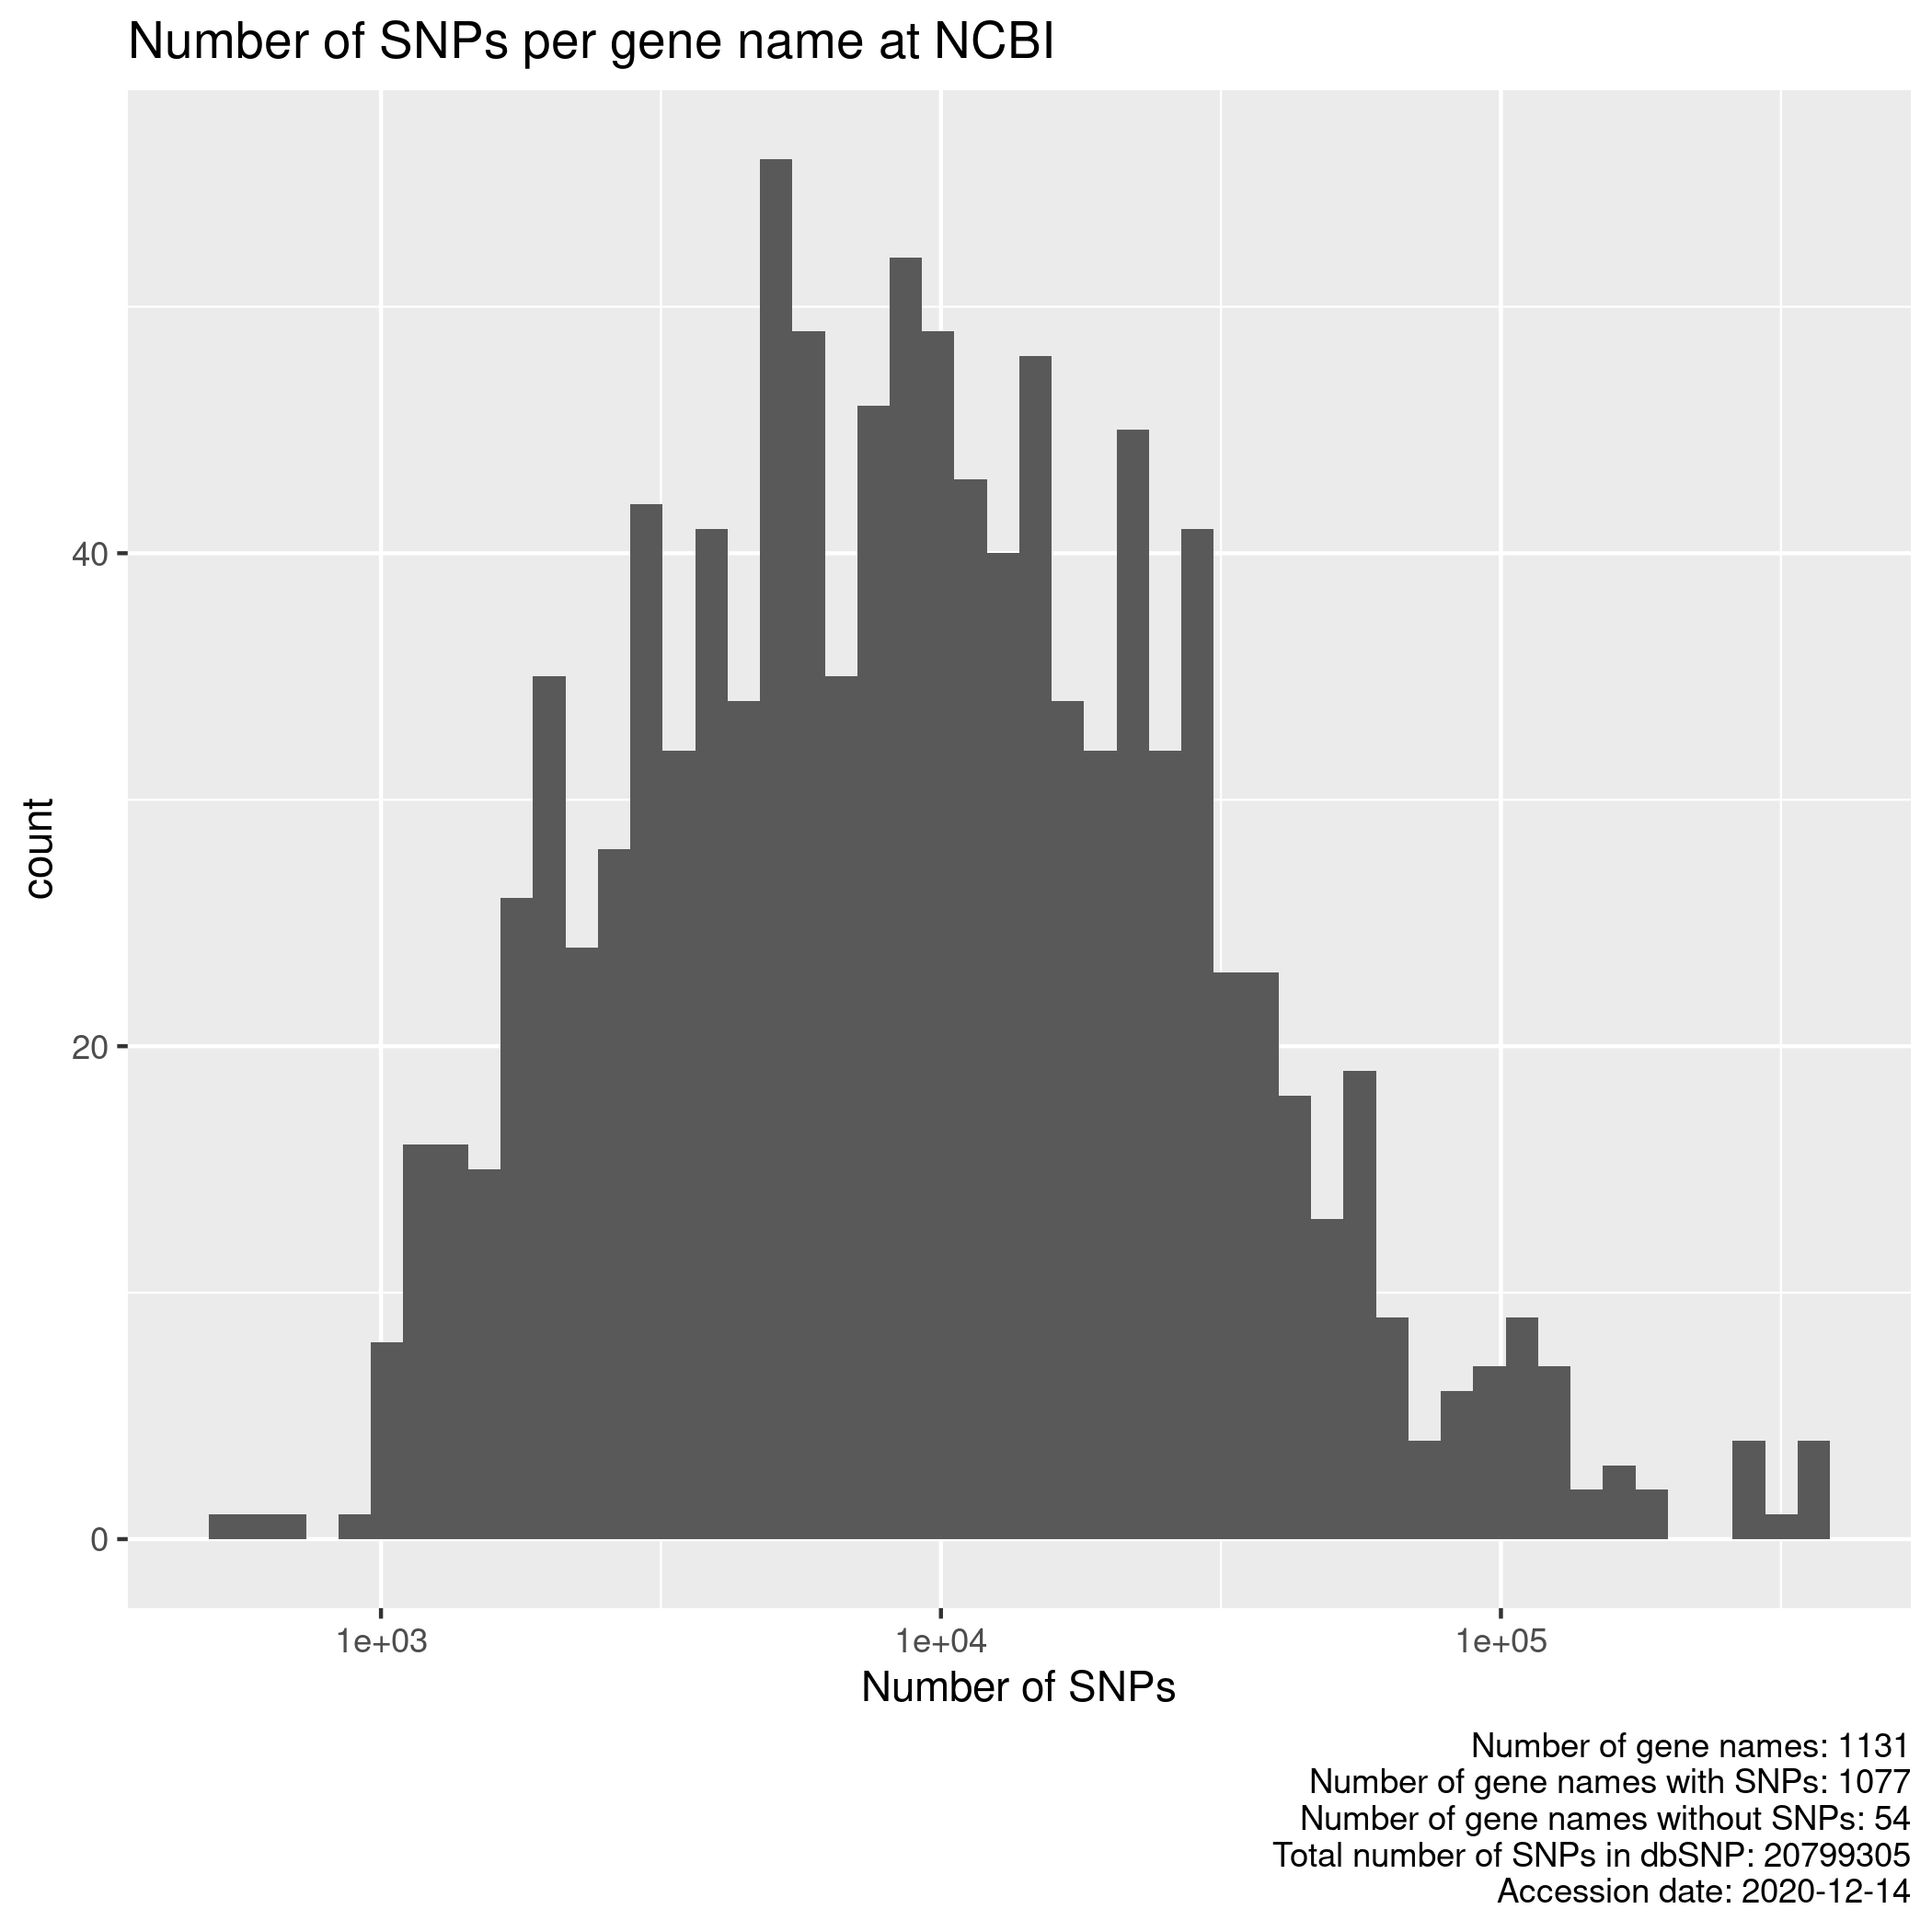 Number of SNPs per gene name at NCBI
count
40
20
0
1e+03
1e+04
1e+05
Number of SNPs
Number of gene names: 1131
Number of gene names with SNPs: 1077
Number of gene names without SNPs: 54
Total number of SNPs in dbSNP: 20799305
Accession date: 2020-12-14